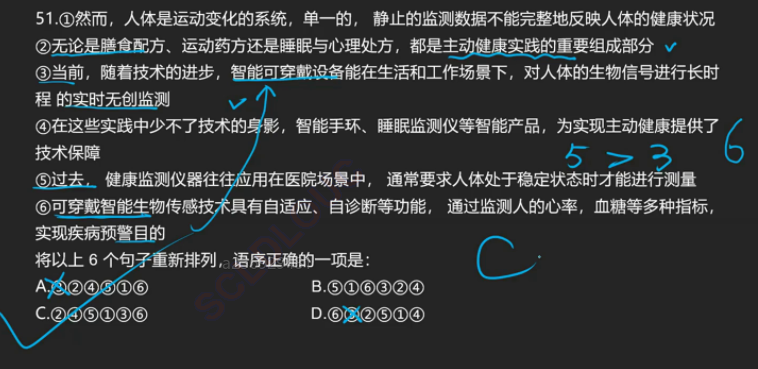 51.①然而，人体是运动变化的系统，单一的， 静止的监测数据不能完整地反映人体的健康状况
②无论是膳食配方、运动药方还是睡眠与心理处方，都是主动健康实践的重要组成部分
③当前，随着技术的进步，智能可穿戴设备能在生活和工作场景下，对人体的生物信号进行长时
程 的实时无创监测
④在这些实践中少不了技术的身影，智能手环、睡眠监测仪等智能产品，为实现主动健康提供了
技术保障
5 > 3 6
⑤过去， 健康监测仪器往往应用在医院场景中， 通常要求人体处于稳定状态时才能进行测量
⑥可穿戴智能生物传感技术具有自适应、自诊断等功能， 通过监测人的心率，血糖等多种指标，
实现疾病预警目的
将以上 6 个句子重新排列，语序正确的一项是：
C
A.③②④⑤①⑥ B.⑤①⑥③②④
C.②④⑤①③⑥ D.⑥③②⑤①④